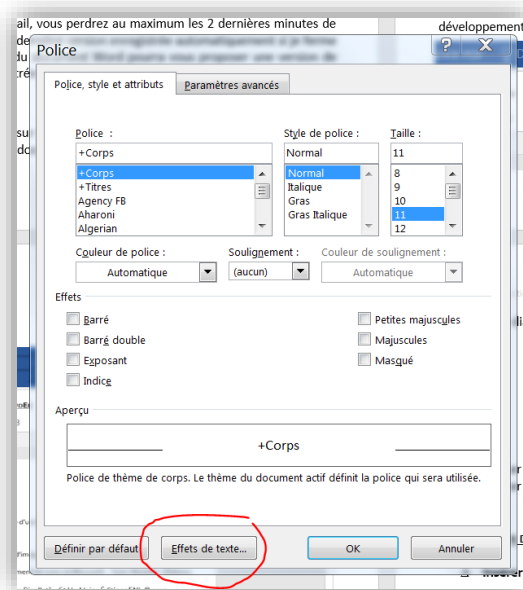 ail, vous perdrez au maximum les 2 dernières minutes de
développement
Police
Police, style et attributs
Paramètres avancés
Police :
Style de police :
Taille :
+Corps
Normal
11
+Corps
+Titres
Agency FB
Aharoni
Algerian
Normal
Italique
Gras
Gras Italique
8
9
10
11
12
Couleur de police :
Soulignement :
Couleur de soulignement :
Automatique
(aucun)
Automatique
Effets
Barré
Barré double
Exposant
Indice
Petites majuscules
Majuscules
Masqué
Aperçu
+Corps
Police de thème de corps. Le thème du document actif définit la police qui sera utilisée.
Définir par défaut
Effets de texte...
OK
Annuler